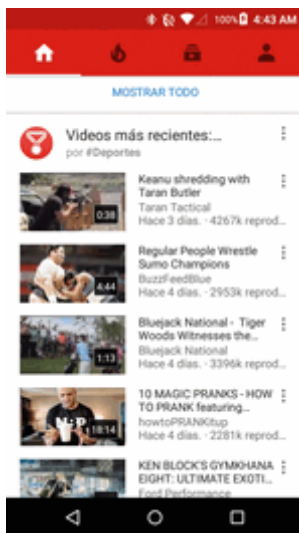 100% 4:43 AM
MOSTRAR TODO
Videos más recientes:...
por #Deportes
Keanu shredding with
Taran Butler
Taran Tactical
Hace 3 días. · 4267k reprod...
0:38
Regular People Wrestle
Sumo Champions
BuzzFeedBlue
Hace 4 días. · 2953k reprod...
4:44
Bluejack National - Tiger
Woods Witnesses the...
Bluejack National
Hace 4 días. · 3396k reprod...
1:13
10 MAGIC PRANKS - HOW
TO PRANK featuring...
howtoPRANKitup
Hace 4 días. · 2281k reprod...
18:14
KEN BLOCK'S GYMKHANA
EIGHT: ULTIMATE EXOTI...
Ford Performance